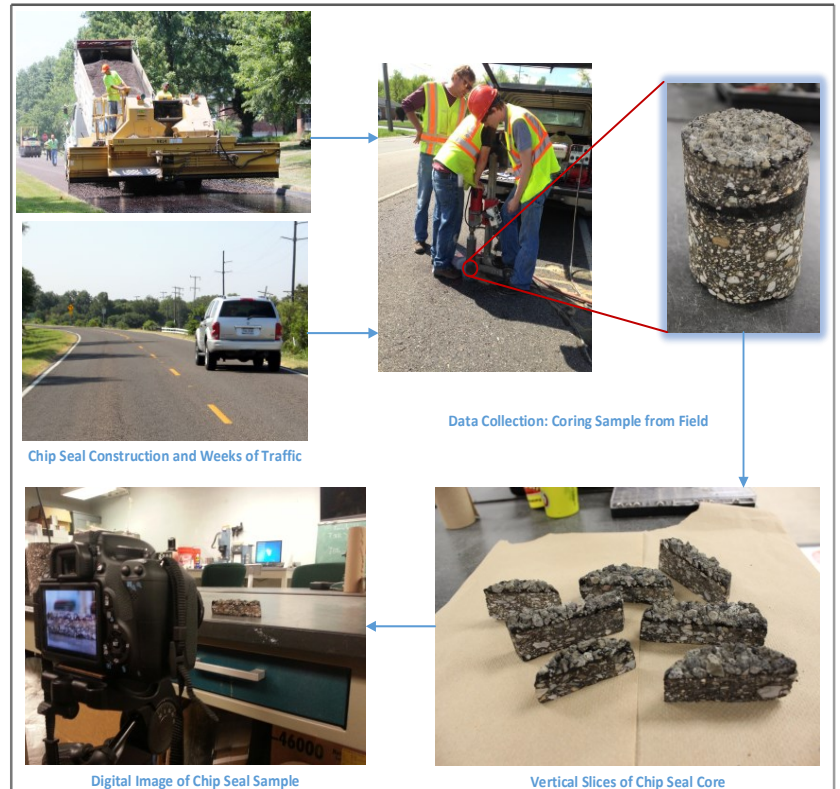 Data Collection: Coring Sample from Field
Chip Seal Construction and Weeks of Traffic
46000
Digital Image of Chip Seal Sample
Vertical Slices of Chip Seal Core